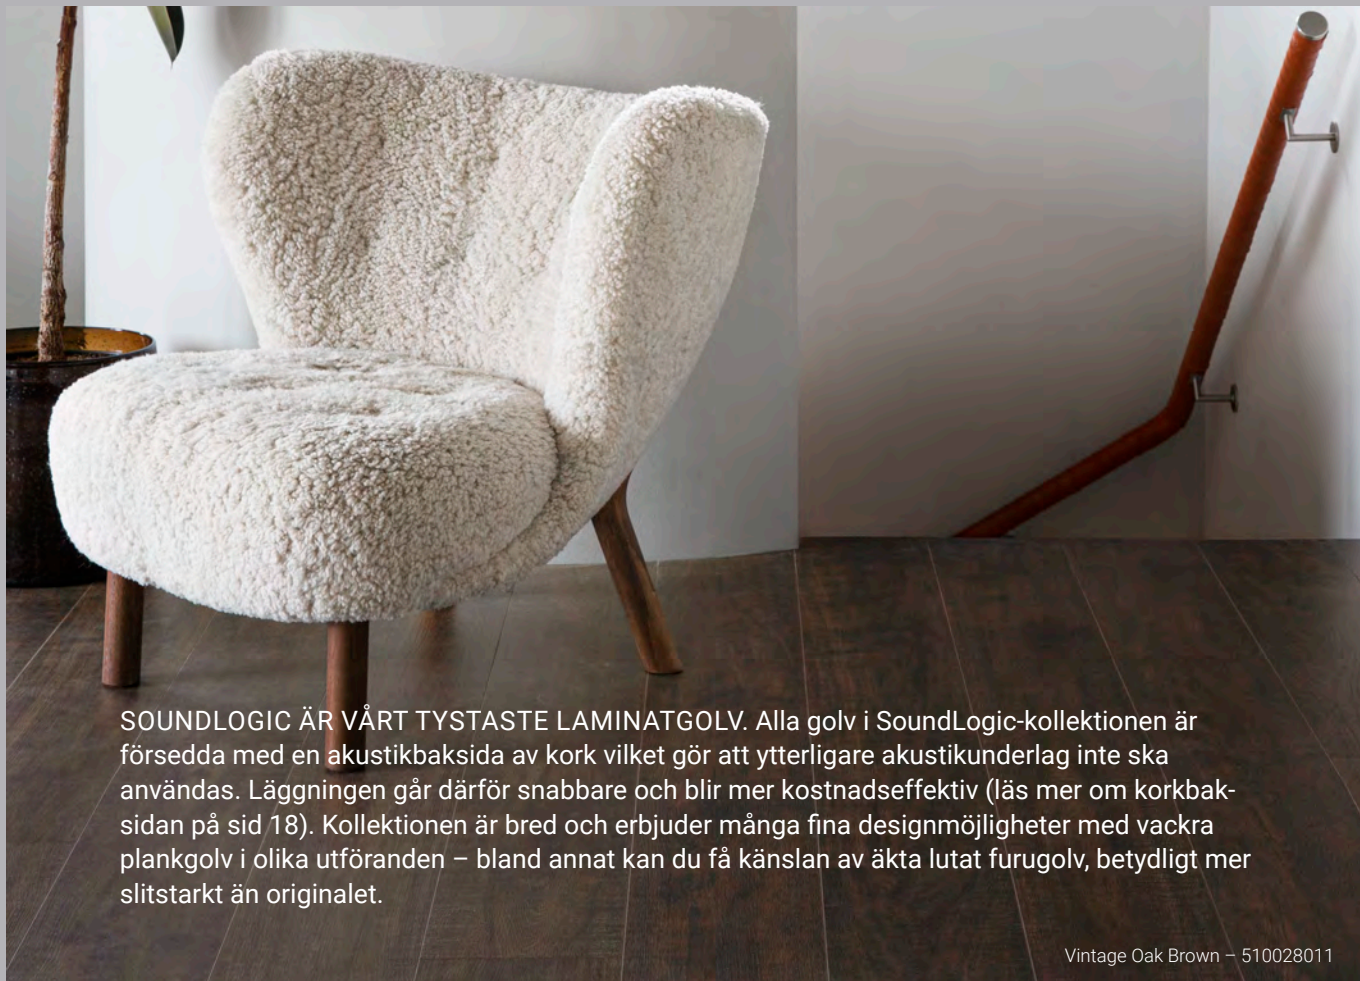 SOUNDLOGIC ÄR VÅRT TYSTASTE LAMINATGOLV. Alla golv i SoundLogic-kollektionen är
försedda med en akustikbaksida av kork vilket gör att ytterligare akustikunderlag inte ska
användas. Läggningen går därför snabbare och blir mer kostnadseffektiv (läs mer om korkbak-
sidan på sid 18). Kollektionen är bred och erbjuder många fina designmöjligheter med vackra
plankgolv i olika utföranden – bland annat kan du få känslan av äkta lutat furugolv, betydligt mer
slitstarkt än originalet.
Vintage Oak Brown – 510028011